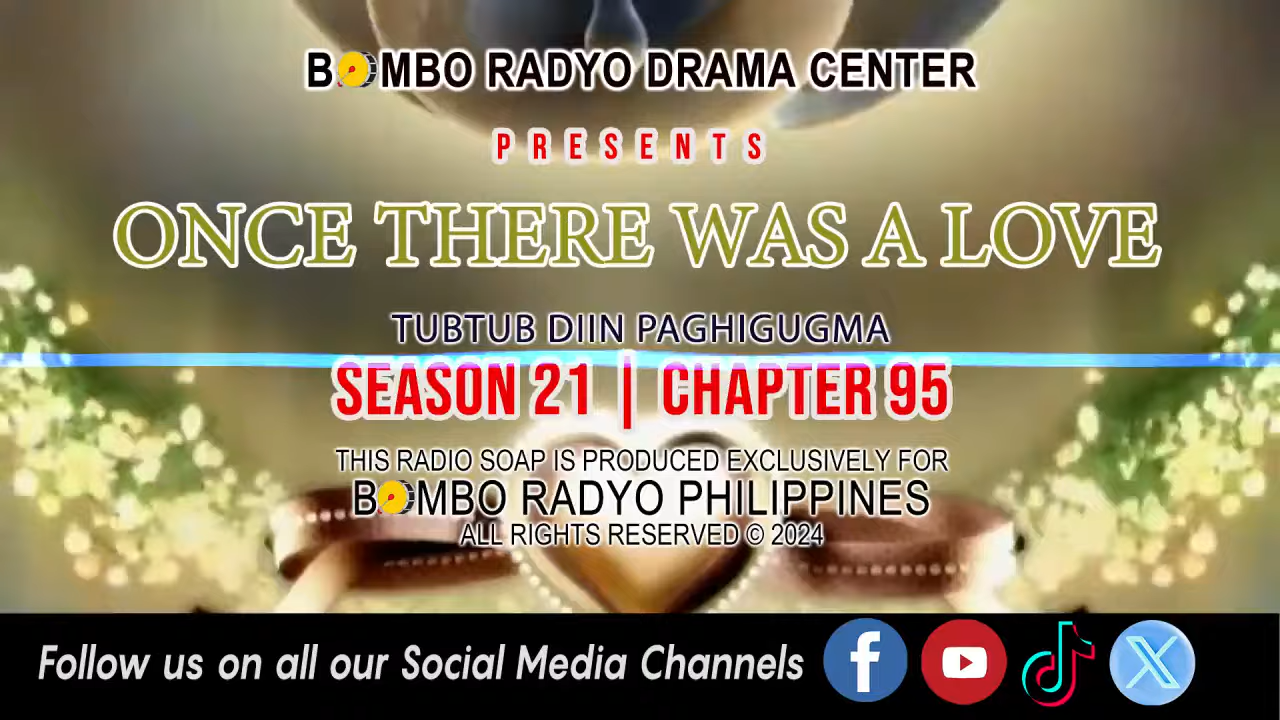 BOMBO RADYO DRAMA CENTER
PRESENTS
ONCE THERE WAS A LOVE
TUBTUB DIIN PAGHIGUGMA
SEASON 21 | CHAPTER 95
THIS RADIO SOAP IS PRODUCED EXCLUSIVELY FOR
BOMBO RADYO PHILIPPINES
ALL RIGHTS RESERVED © 2024
Follow us on all our Social Media Channels